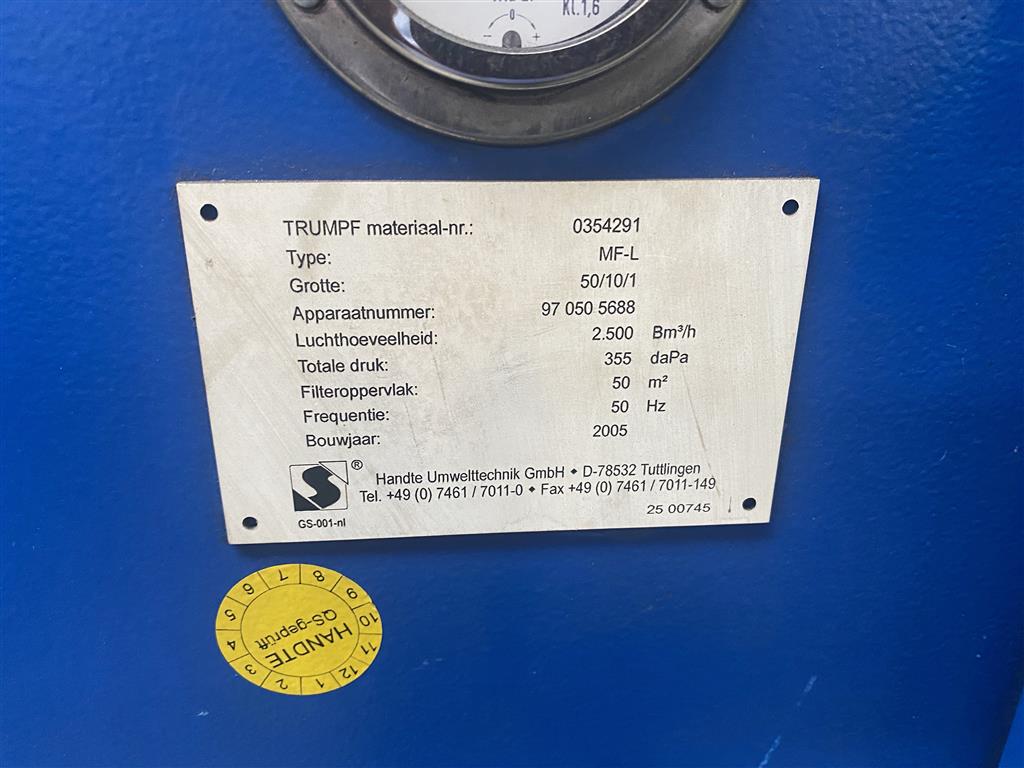 Kl.1,6
- 0 +
TRUMPF materiaal-nr.: 0354291
Type: MF-L
Grotte: 50/10/1
Apparaatnummer: 97 050 5688
Luchthoeveelheid: 2.500 Bm³/h
Totale druk: 355 daPa
Filteroppervlak: 50 m²
Frequentie: 50 Hz
Bouwjaar: 2005
S ®
Handte Umwelttechnik GmbH ♦ D-78532 Tuttlingen
Tel. +49 (0) 7461 / 7011-0 ♦ Fax +49 (0) 7461 / 7011-149
GS-001-nl
25 00745
HANDTE
QS-geprüft
1 2 3 4 5 6 7 8 9 10 11 12